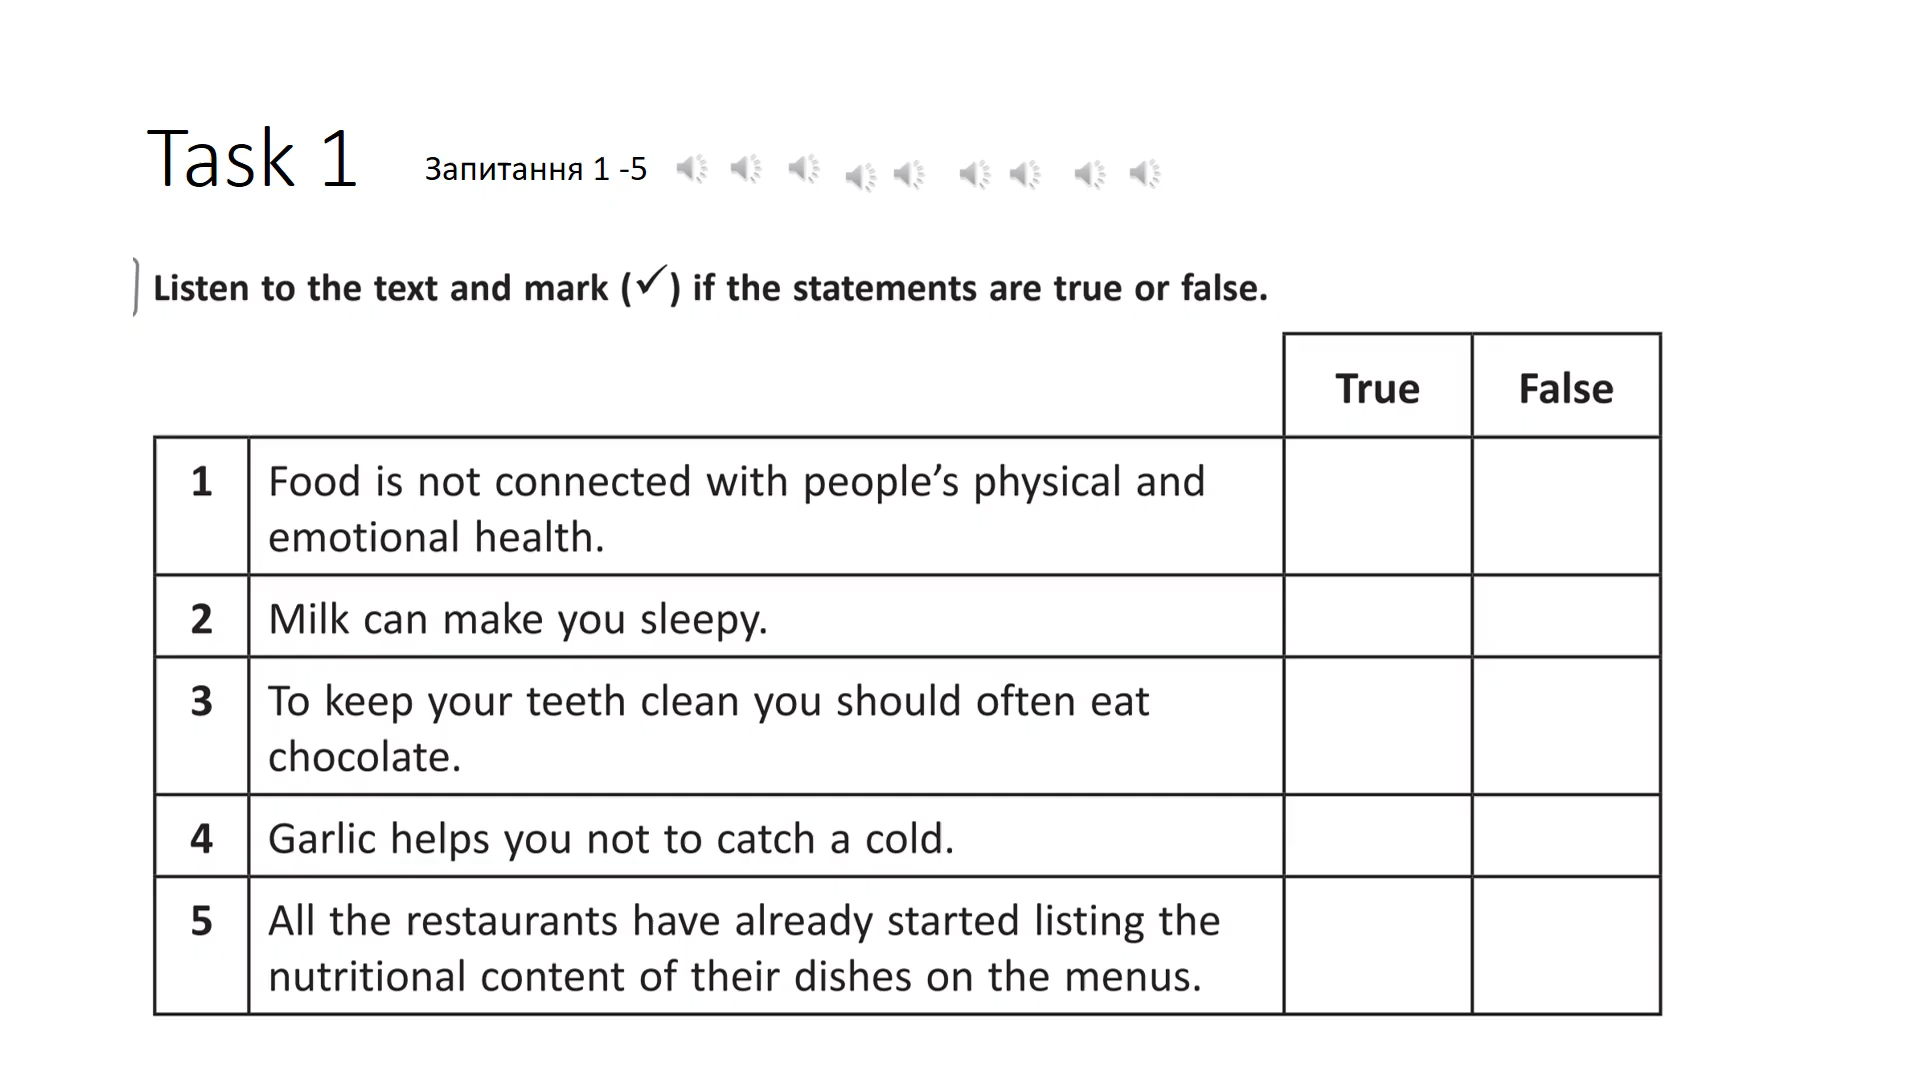 Task 1
Запитання 1 -5
Listen to the text and mark (✓) if the statements are true or false.
True False
1 Food is not connected with people’s physical and
emotional health.
2 Milk can make you sleepy.
3 To keep your teeth clean you should often eat
chocolate.
4 Garlic helps you not to catch a cold.
5 All the restaurants have already started listing the
nutritional content of their dishes on the menus.